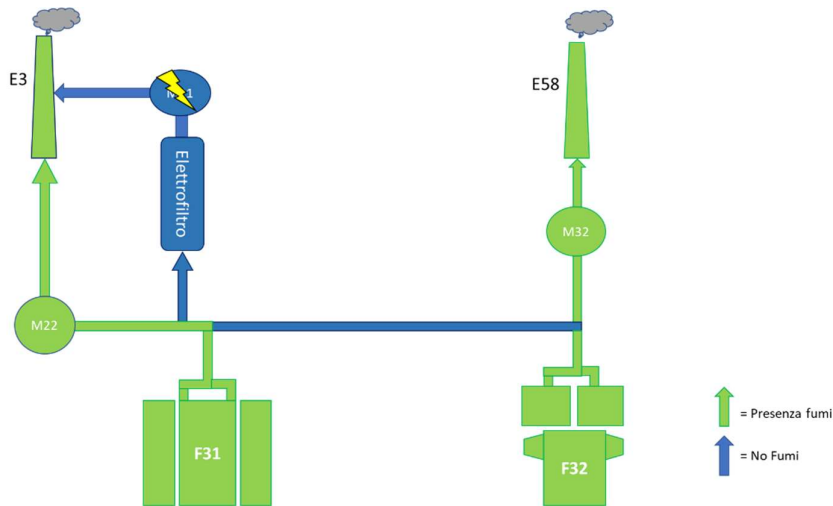 E3
E58
Elettrofiltro
M32
M22
F31
F32
= Presenza fumi
= No Fumi